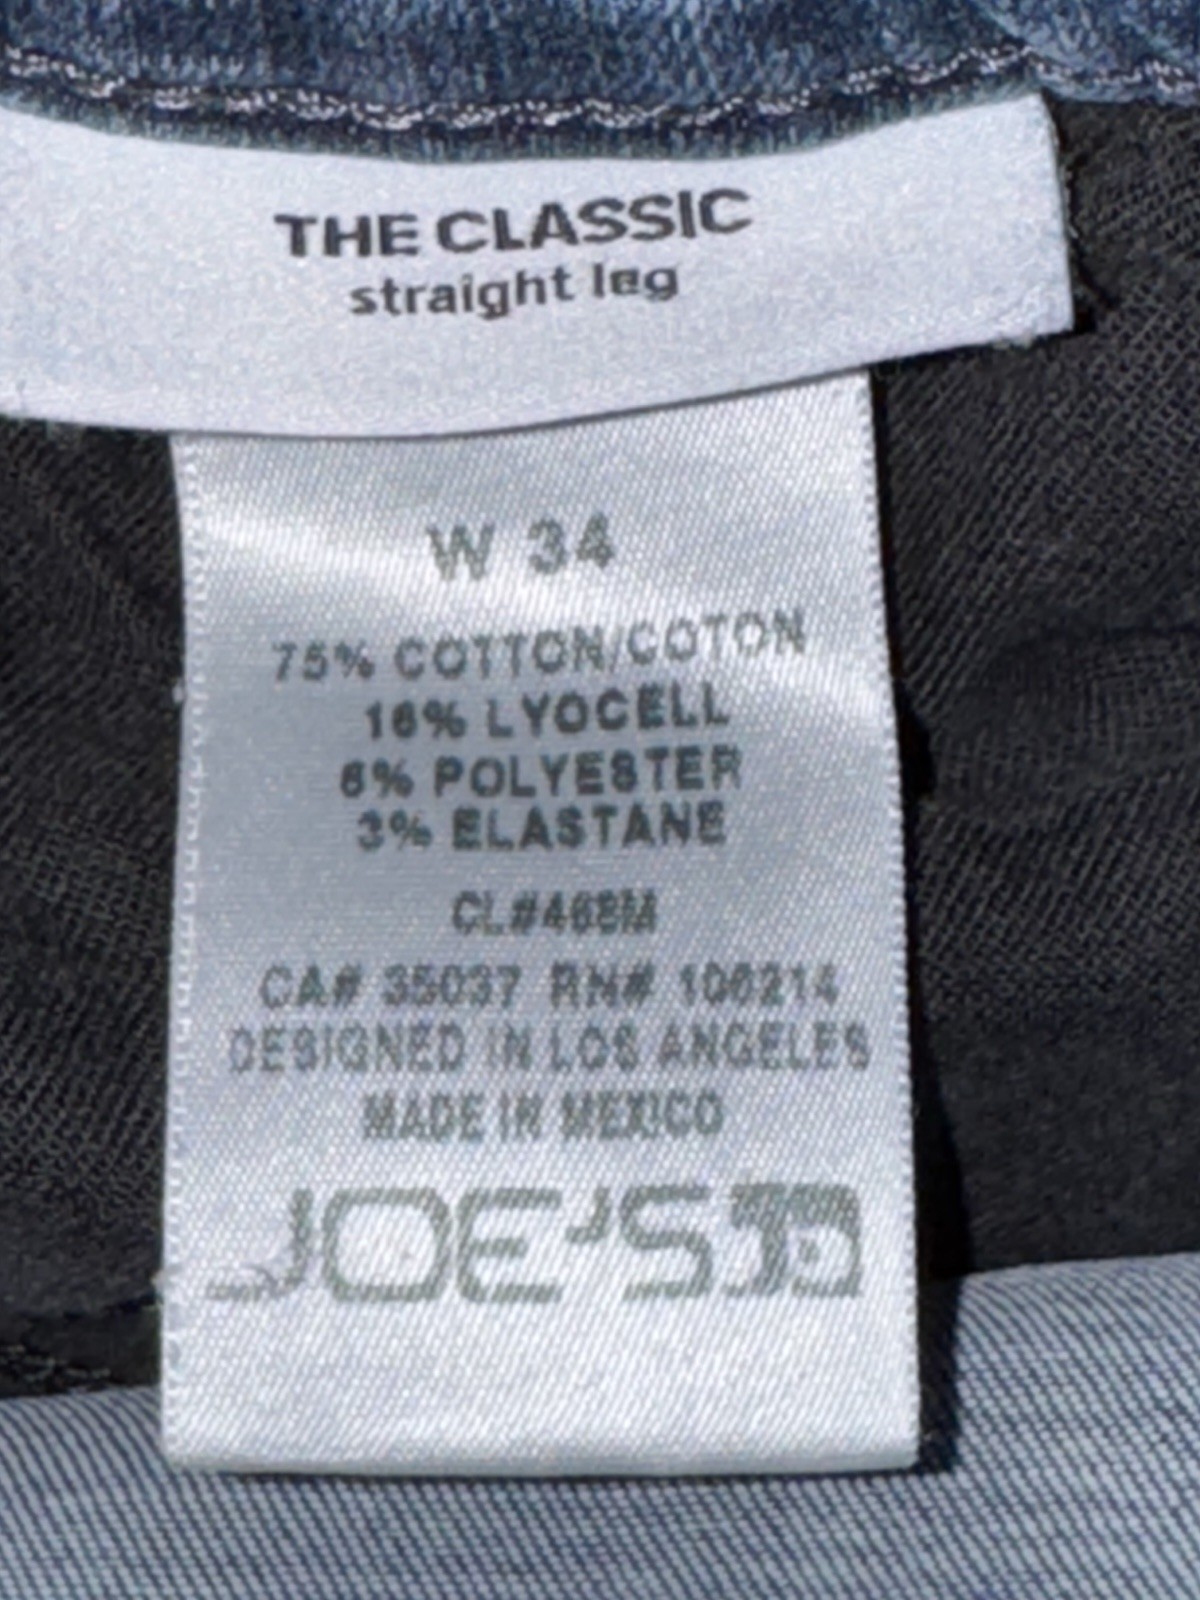 THE CLASSIC
straight leg
W 34
75% COTTON/COTON
16% LYOCELL
6% POLYESTER
3% ELASTANE
CL#468M
CA# 35037 RN# 106214
DESIGNED IN LOS ANGELES
MADE IN MEXICO
JOE'S